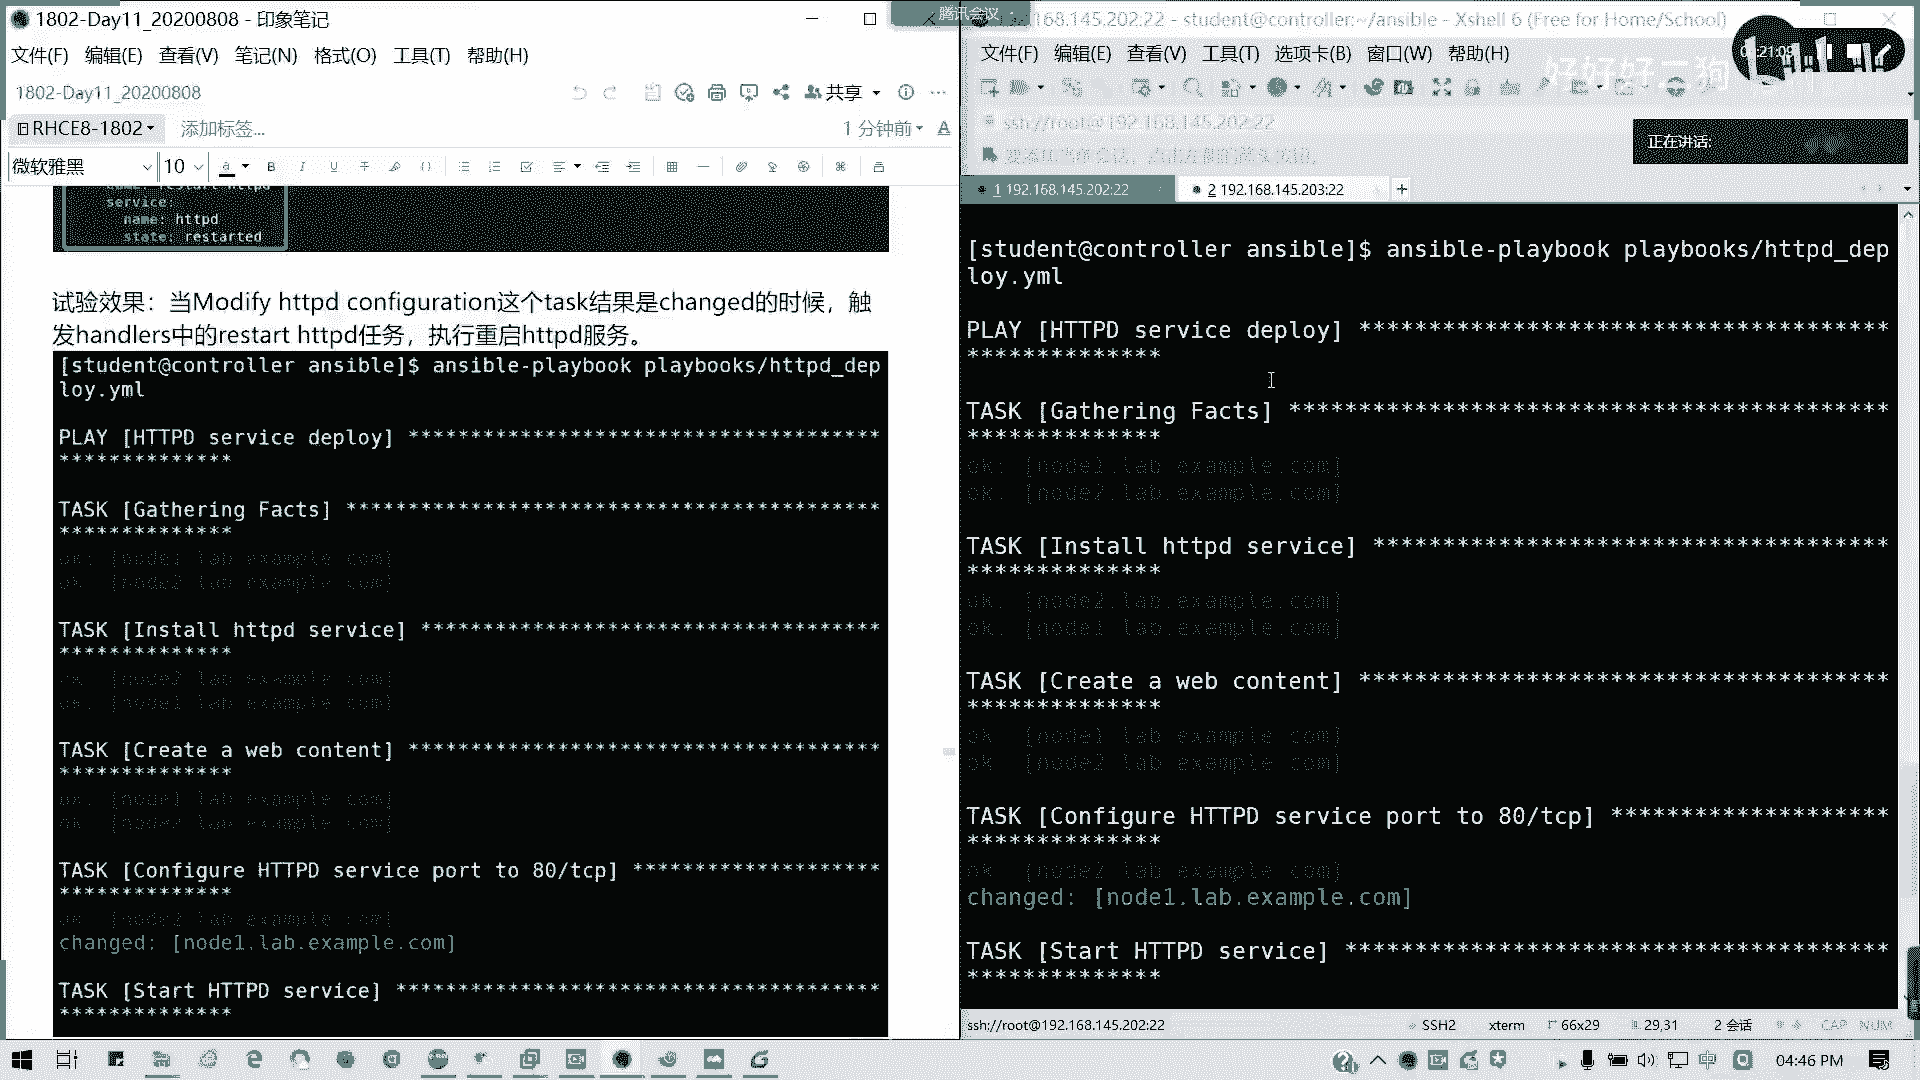 1802-Day11_20200808 - 印象笔记
文件(F) 编辑(E) 查看(V) 笔记(N) 格式(O) 工具(T) 帮助(H)
1802-Day11_20200808
共享
RHCE8-1802
添加标签...
1 分钟前
微软雅黑 10
service:
name: httpd
state: restarted
试验效果：当Modify httpd configuration这个task结果是changed的时候，触
发handlers中的restart httpd任务，执行重启httpd服务。
[student@controller ansible]$ ansible-playbook playbooks/httpd_dep
loy.yml
PLAY [HTTPD service deploy] **************************************
**************
TASK [Gathering Facts] *******************************************
**************
ok: [node1.lab.example.com]
ok: [node2.lab.example.com]
TASK [Install httpd service] *************************************
**************
ok: [node2.lab.example.com]
ok: [node1.lab.example.com]
TASK [Create a web content] **************************************
**************
ok: [node1.lab.example.com]
ok: [node2.lab.example.com]
TASK [Configure HTTPD service port to 80/tcp] ********************
**************
ok: [node2.lab.example.com]
changed: [node1.lab.example.com]
TASK [Start HTTPD service] ***************************************
**************
腾讯会议
168.145.202:22 - student@controller:~/ansible - Xshell 6 (Free for Home/School)
文件(F) 编辑(E) 查看(V) 工具(T) 选项卡(B) 窗口(W) 帮助(H)
21:09
好好好二狗
ssh://root@192.168.145.202:22
正在讲话:
1 192.168.145.202:22
2 192.168.145.203:22
[student@controller ansible]$ ansible-playbook playbooks/httpd_dep
loy.yml
PLAY [HTTPD service deploy] **************************************
**************
TASK [Gathering Facts] *******************************************
**************
ok: [node1.lab.example.com]
ok: [node2.lab.example.com]
TASK [Install httpd service] *************************************
**************
ok: [node2.lab.example.com]
ok: [node1.lab.example.com]
TASK [Create a web content] **************************************
**************
ok: [node1.lab.example.com]
ok: [node2.lab.example.com]
TASK [Configure HTTPD service port to 80/tcp] ********************
**************
ok: [node2.lab.example.com]
changed: [node1.lab.example.com]
TASK [Start HTTPD service] ***************************************
**************
ssh://root@192.168.145.202:22
SSH2 xterm 66x29 29,31 2 会话 CAP NUM
中
04:46 PM